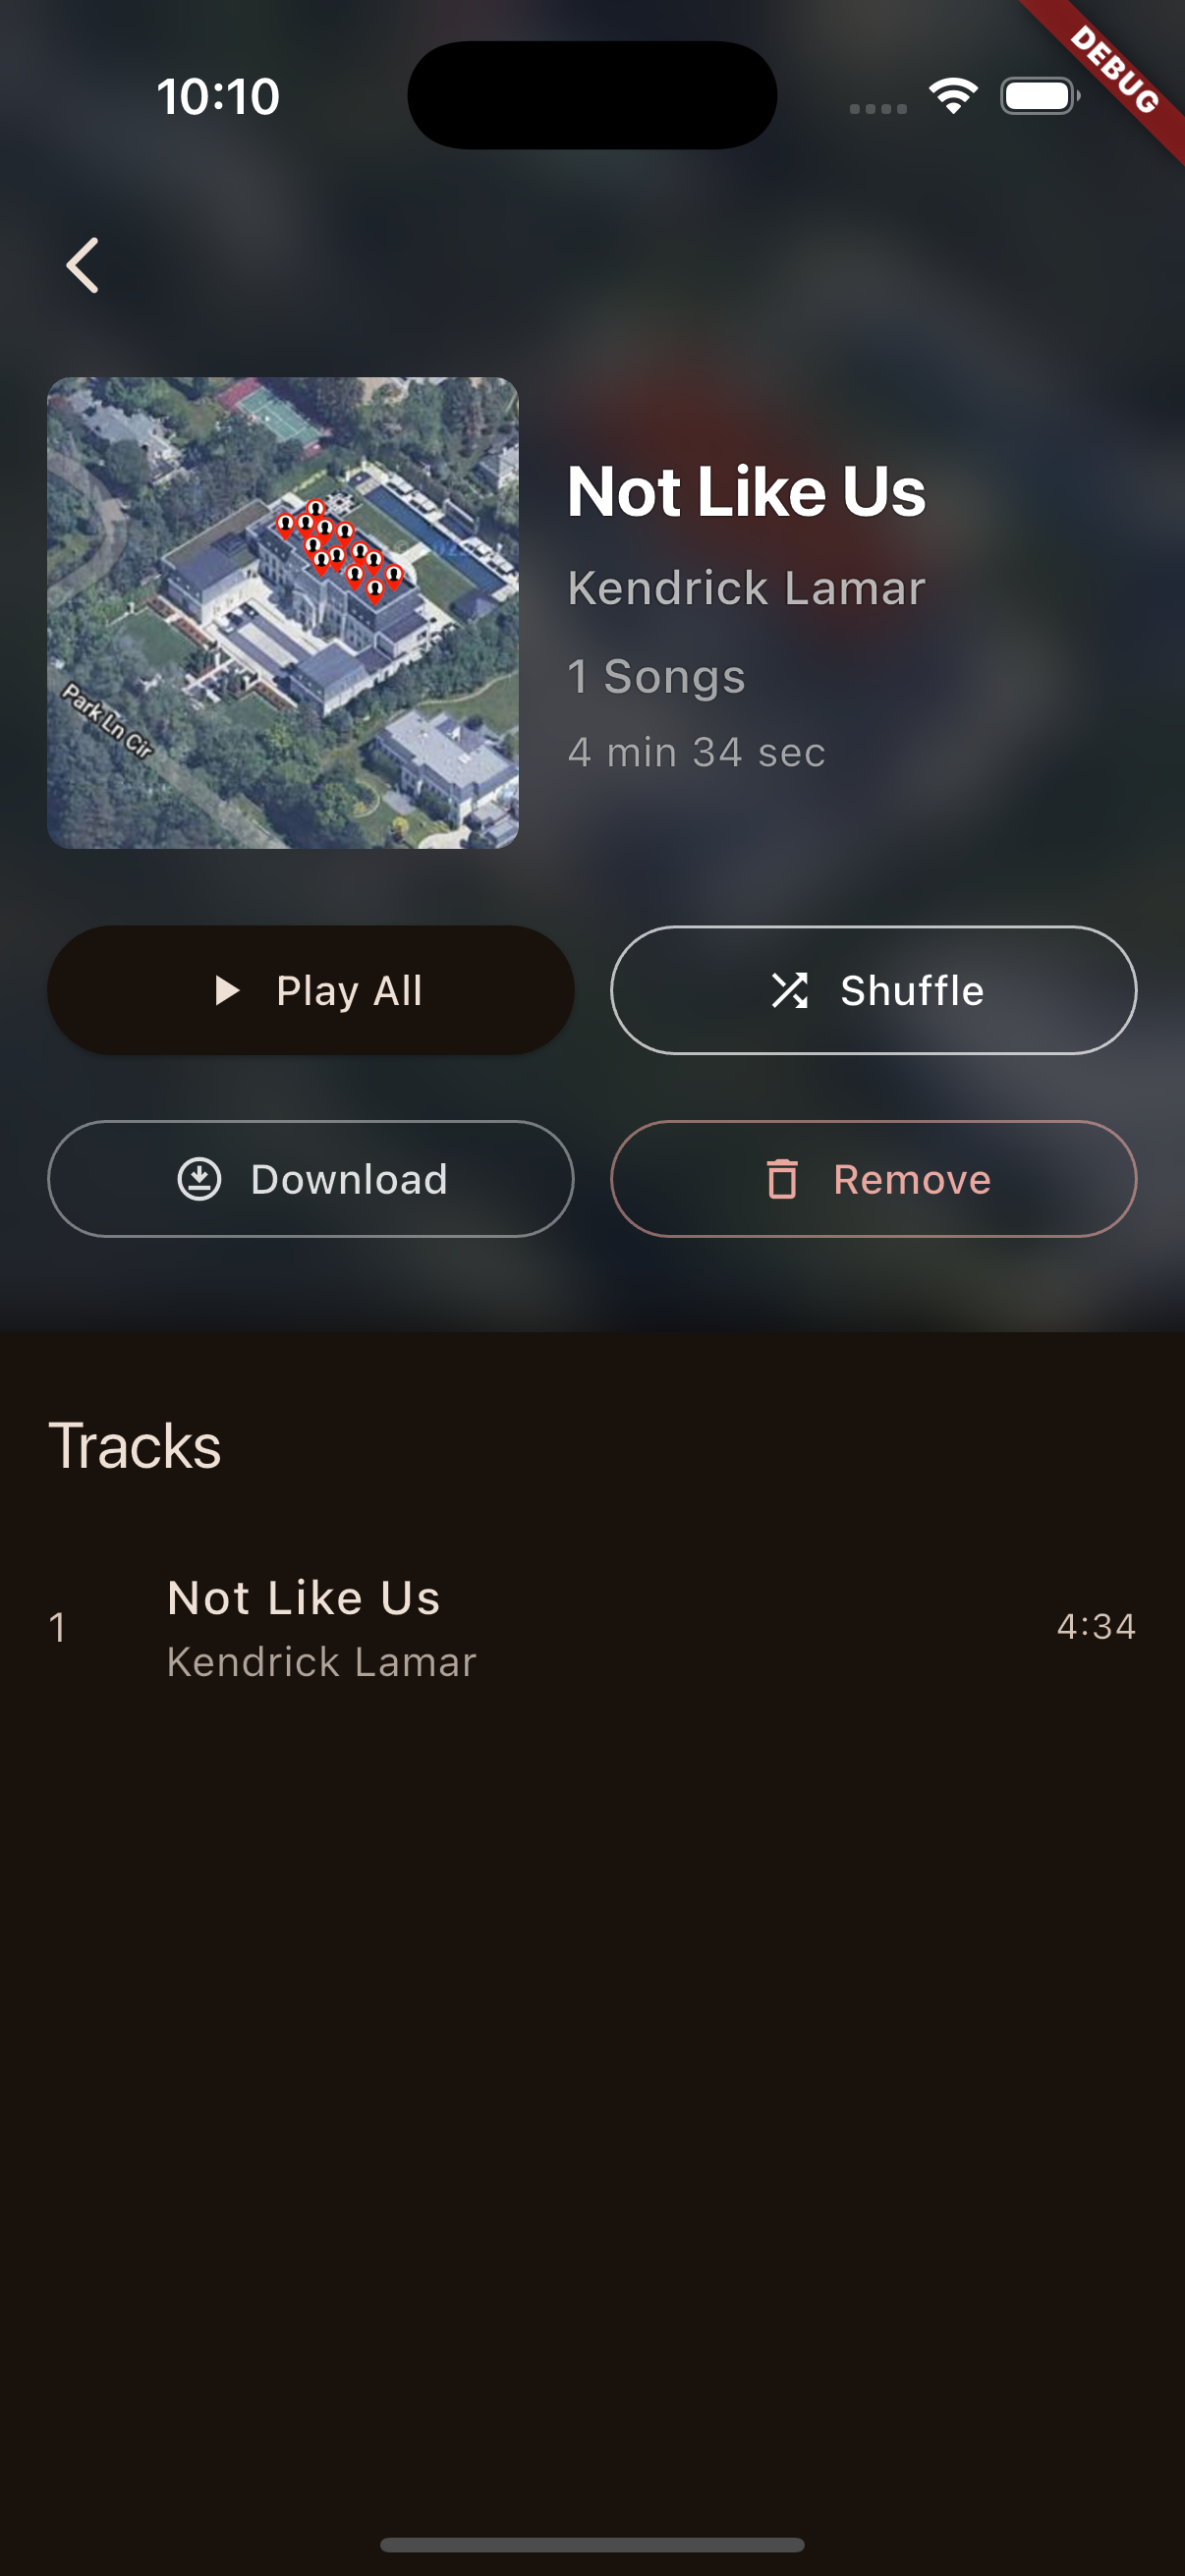 10:10
DEBUG
Park Ln Cir
Not Like Us
Kendrick Lamar
1 Songs
4 min 34 sec
Play All
Shuffle
Download
Remove
Tracks
1
Not Like Us
Kendrick Lamar
4:34